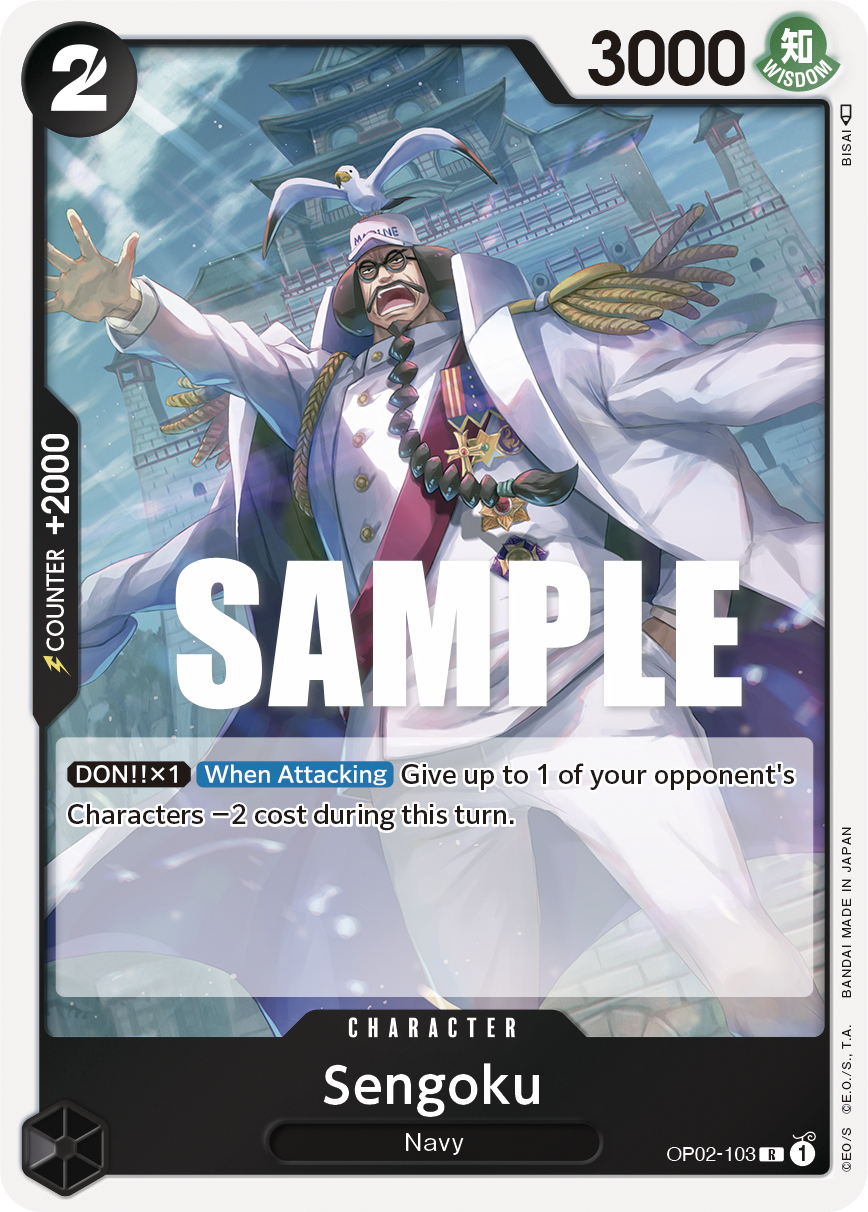 2
3000
知
WISDOM
BISAI
MARINE
COUNTER +2000
SAMPLE
DON!!×1 When Attacking Give up to 1 of your opponent's
Characters −2 cost during this turn.
CHARACTER
Sengoku
Navy
OP02-103 R 1
©EO/S ©E.O./S., T.A. BANDAI MADE IN JAPAN